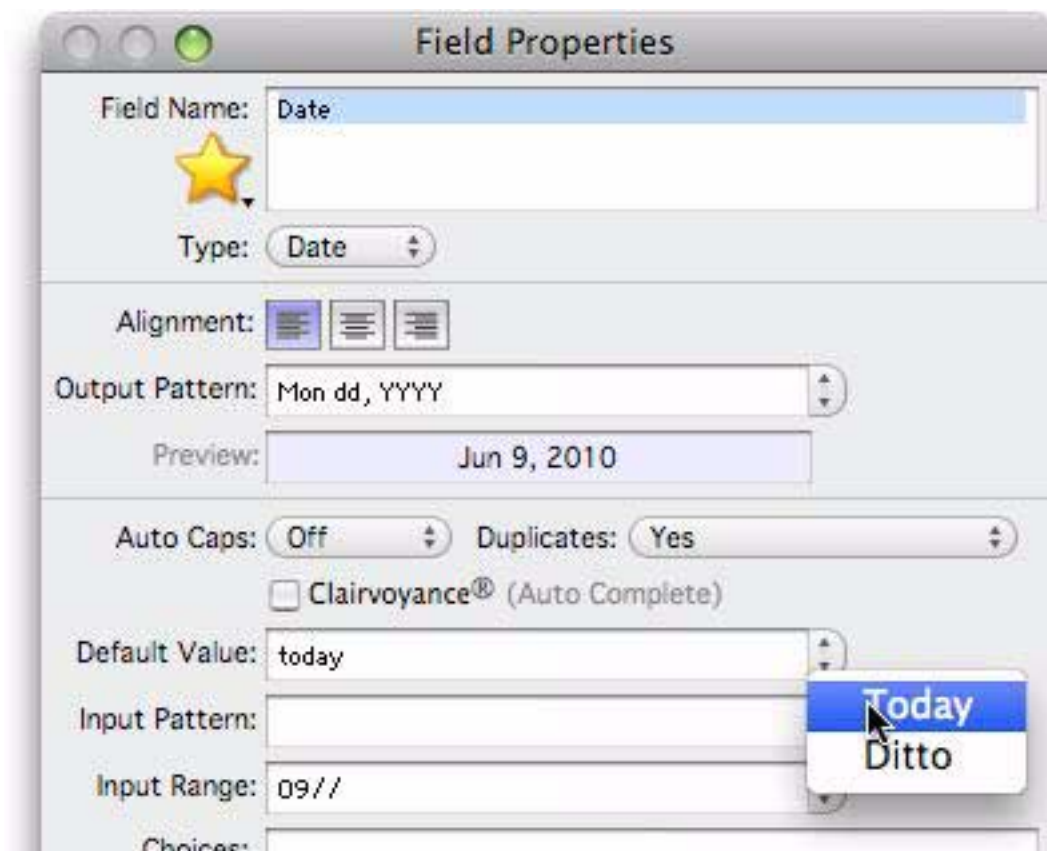 Field Properties
Field Name: Date
Type: Date
Alignment:
Output Pattern: Mon dd, YYYY
Preview: Jun 9, 2010
Auto Caps: Off Duplicates: Yes
Clairvoyance® (Auto Complete)
Default Value: today
Today
Input Pattern:
Ditto
Input Range: 09//
Choices: